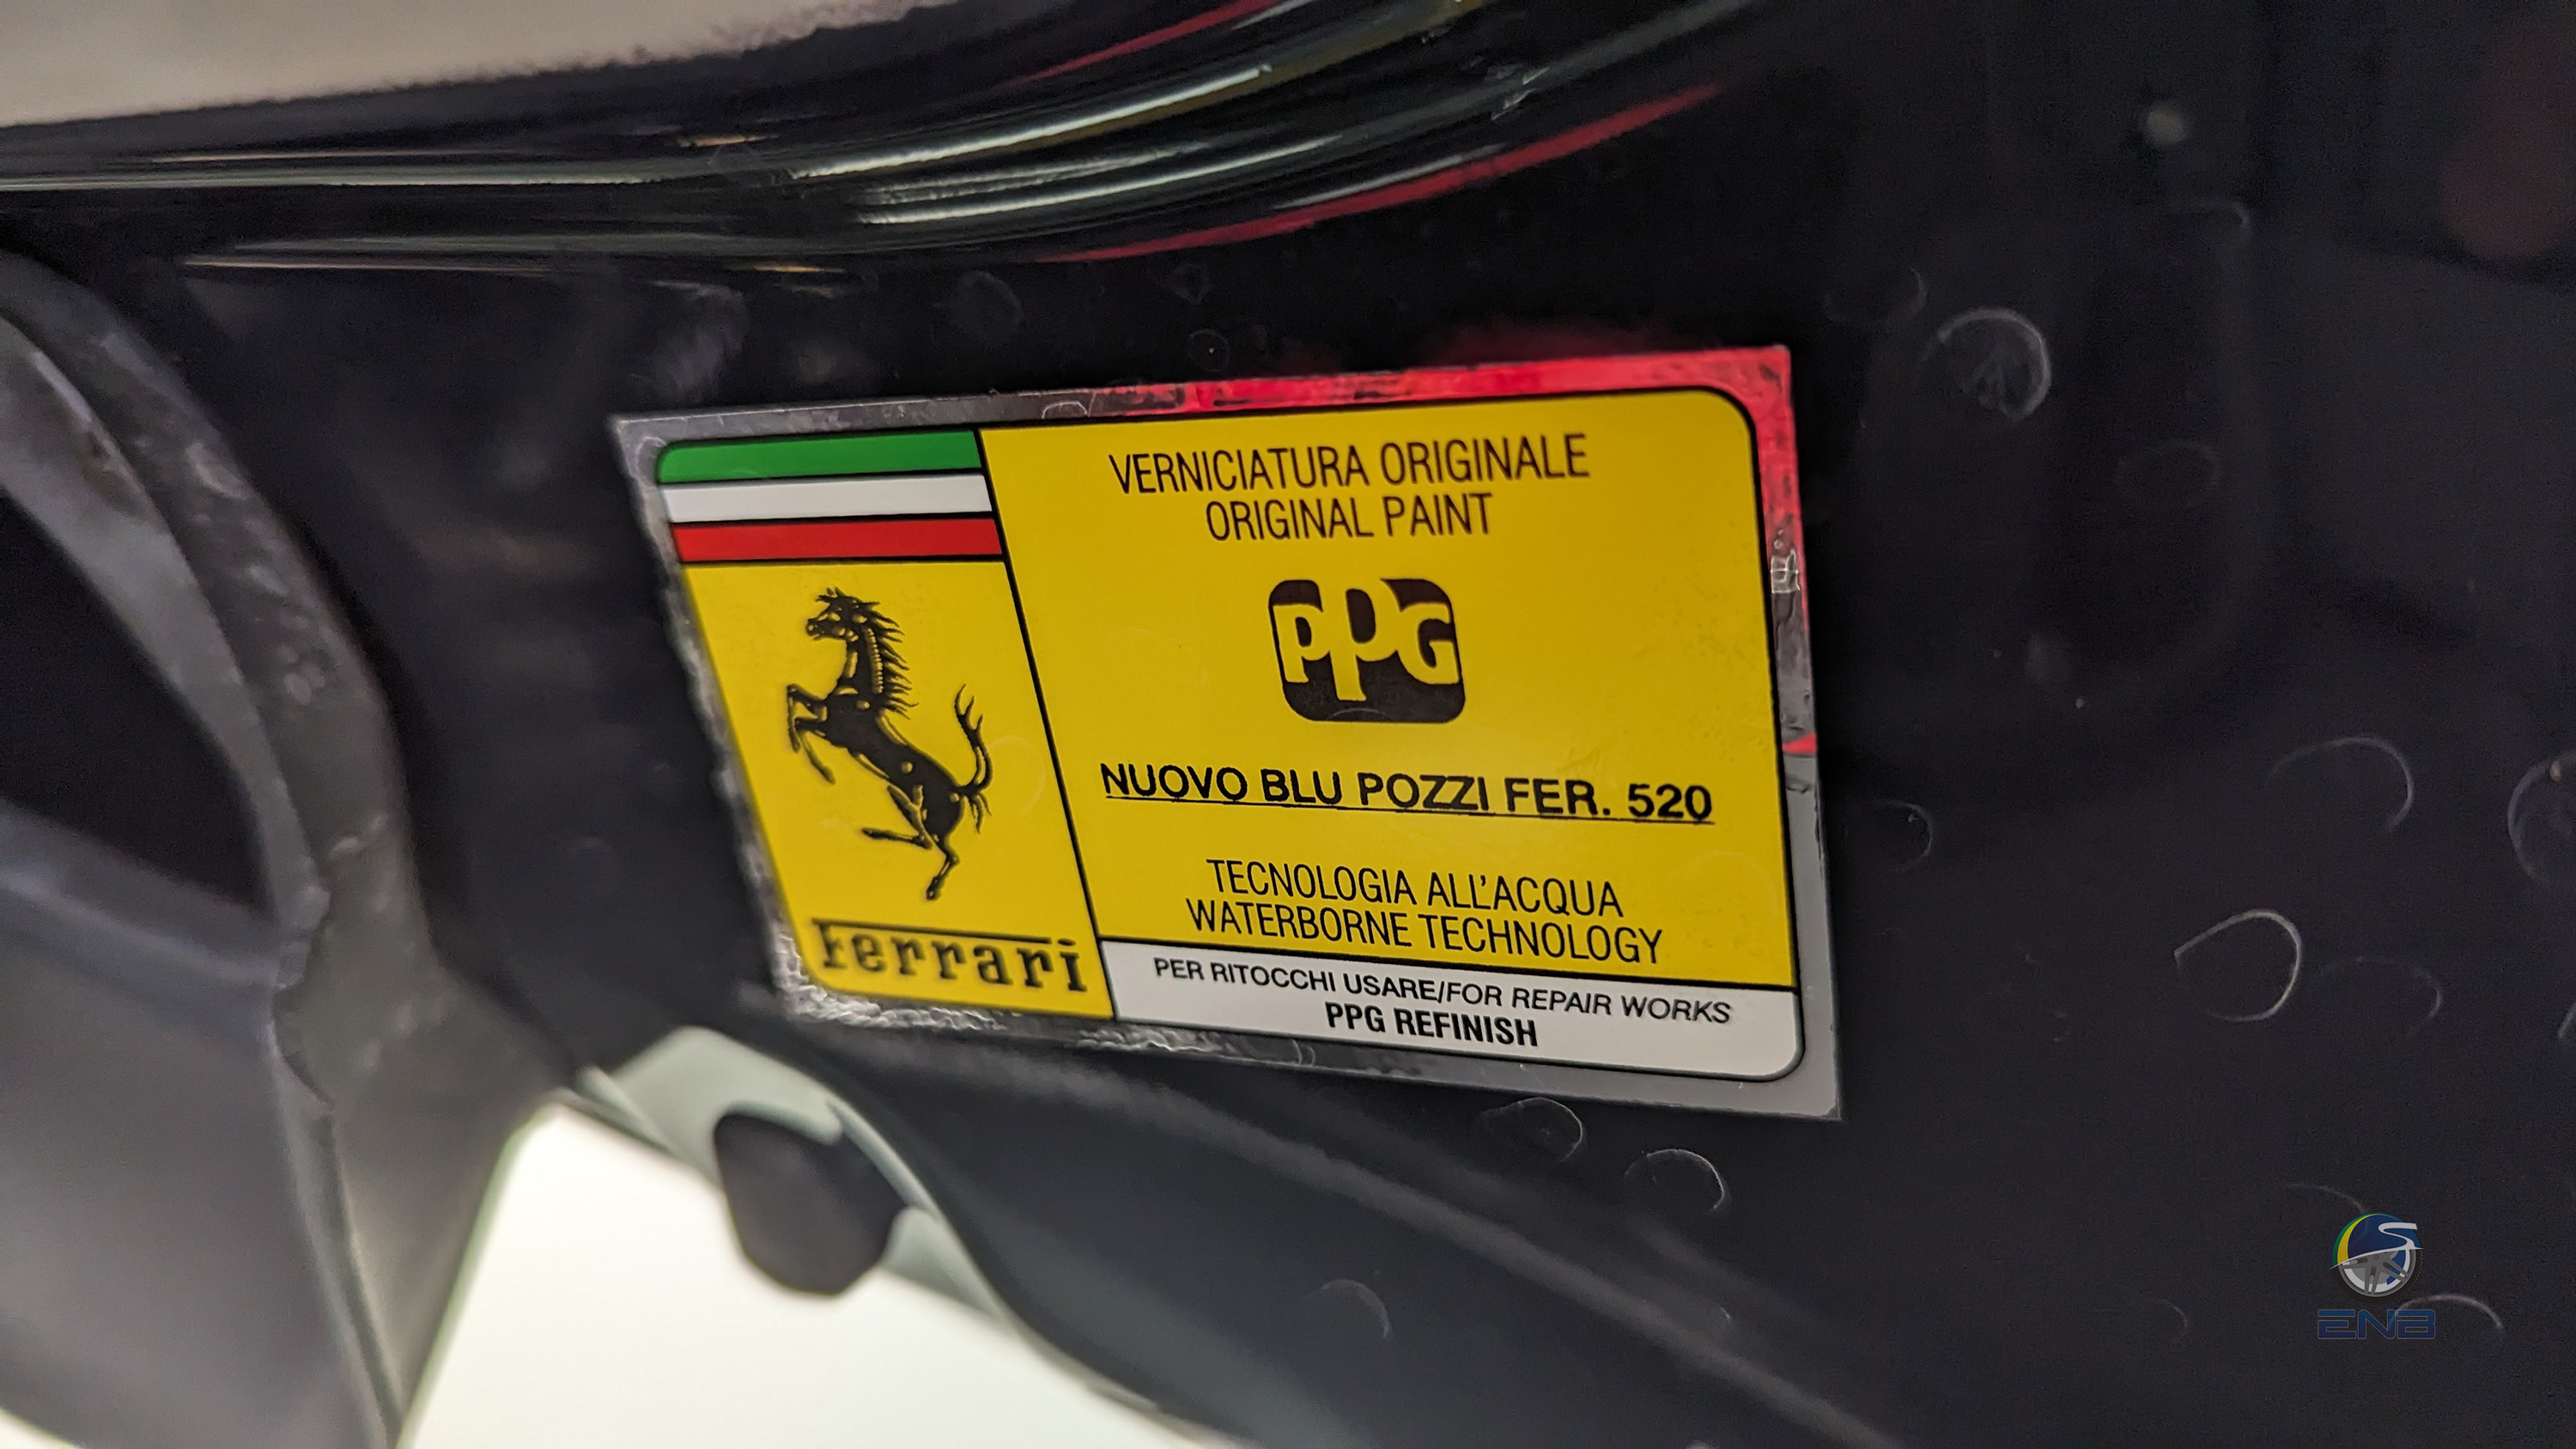 VERNICIATURA ORIGINALE
ORIGINAL PAINT
PPG
NUOVO BLU POZZI FER. 520
TECNOLOGIA ALL'ACQUA
WATERBORNE TECHNOLOGY
Ferrari
PER RITOCCHI USARE/FOR REPAIR WORKS
PPG REFINISH
ENB